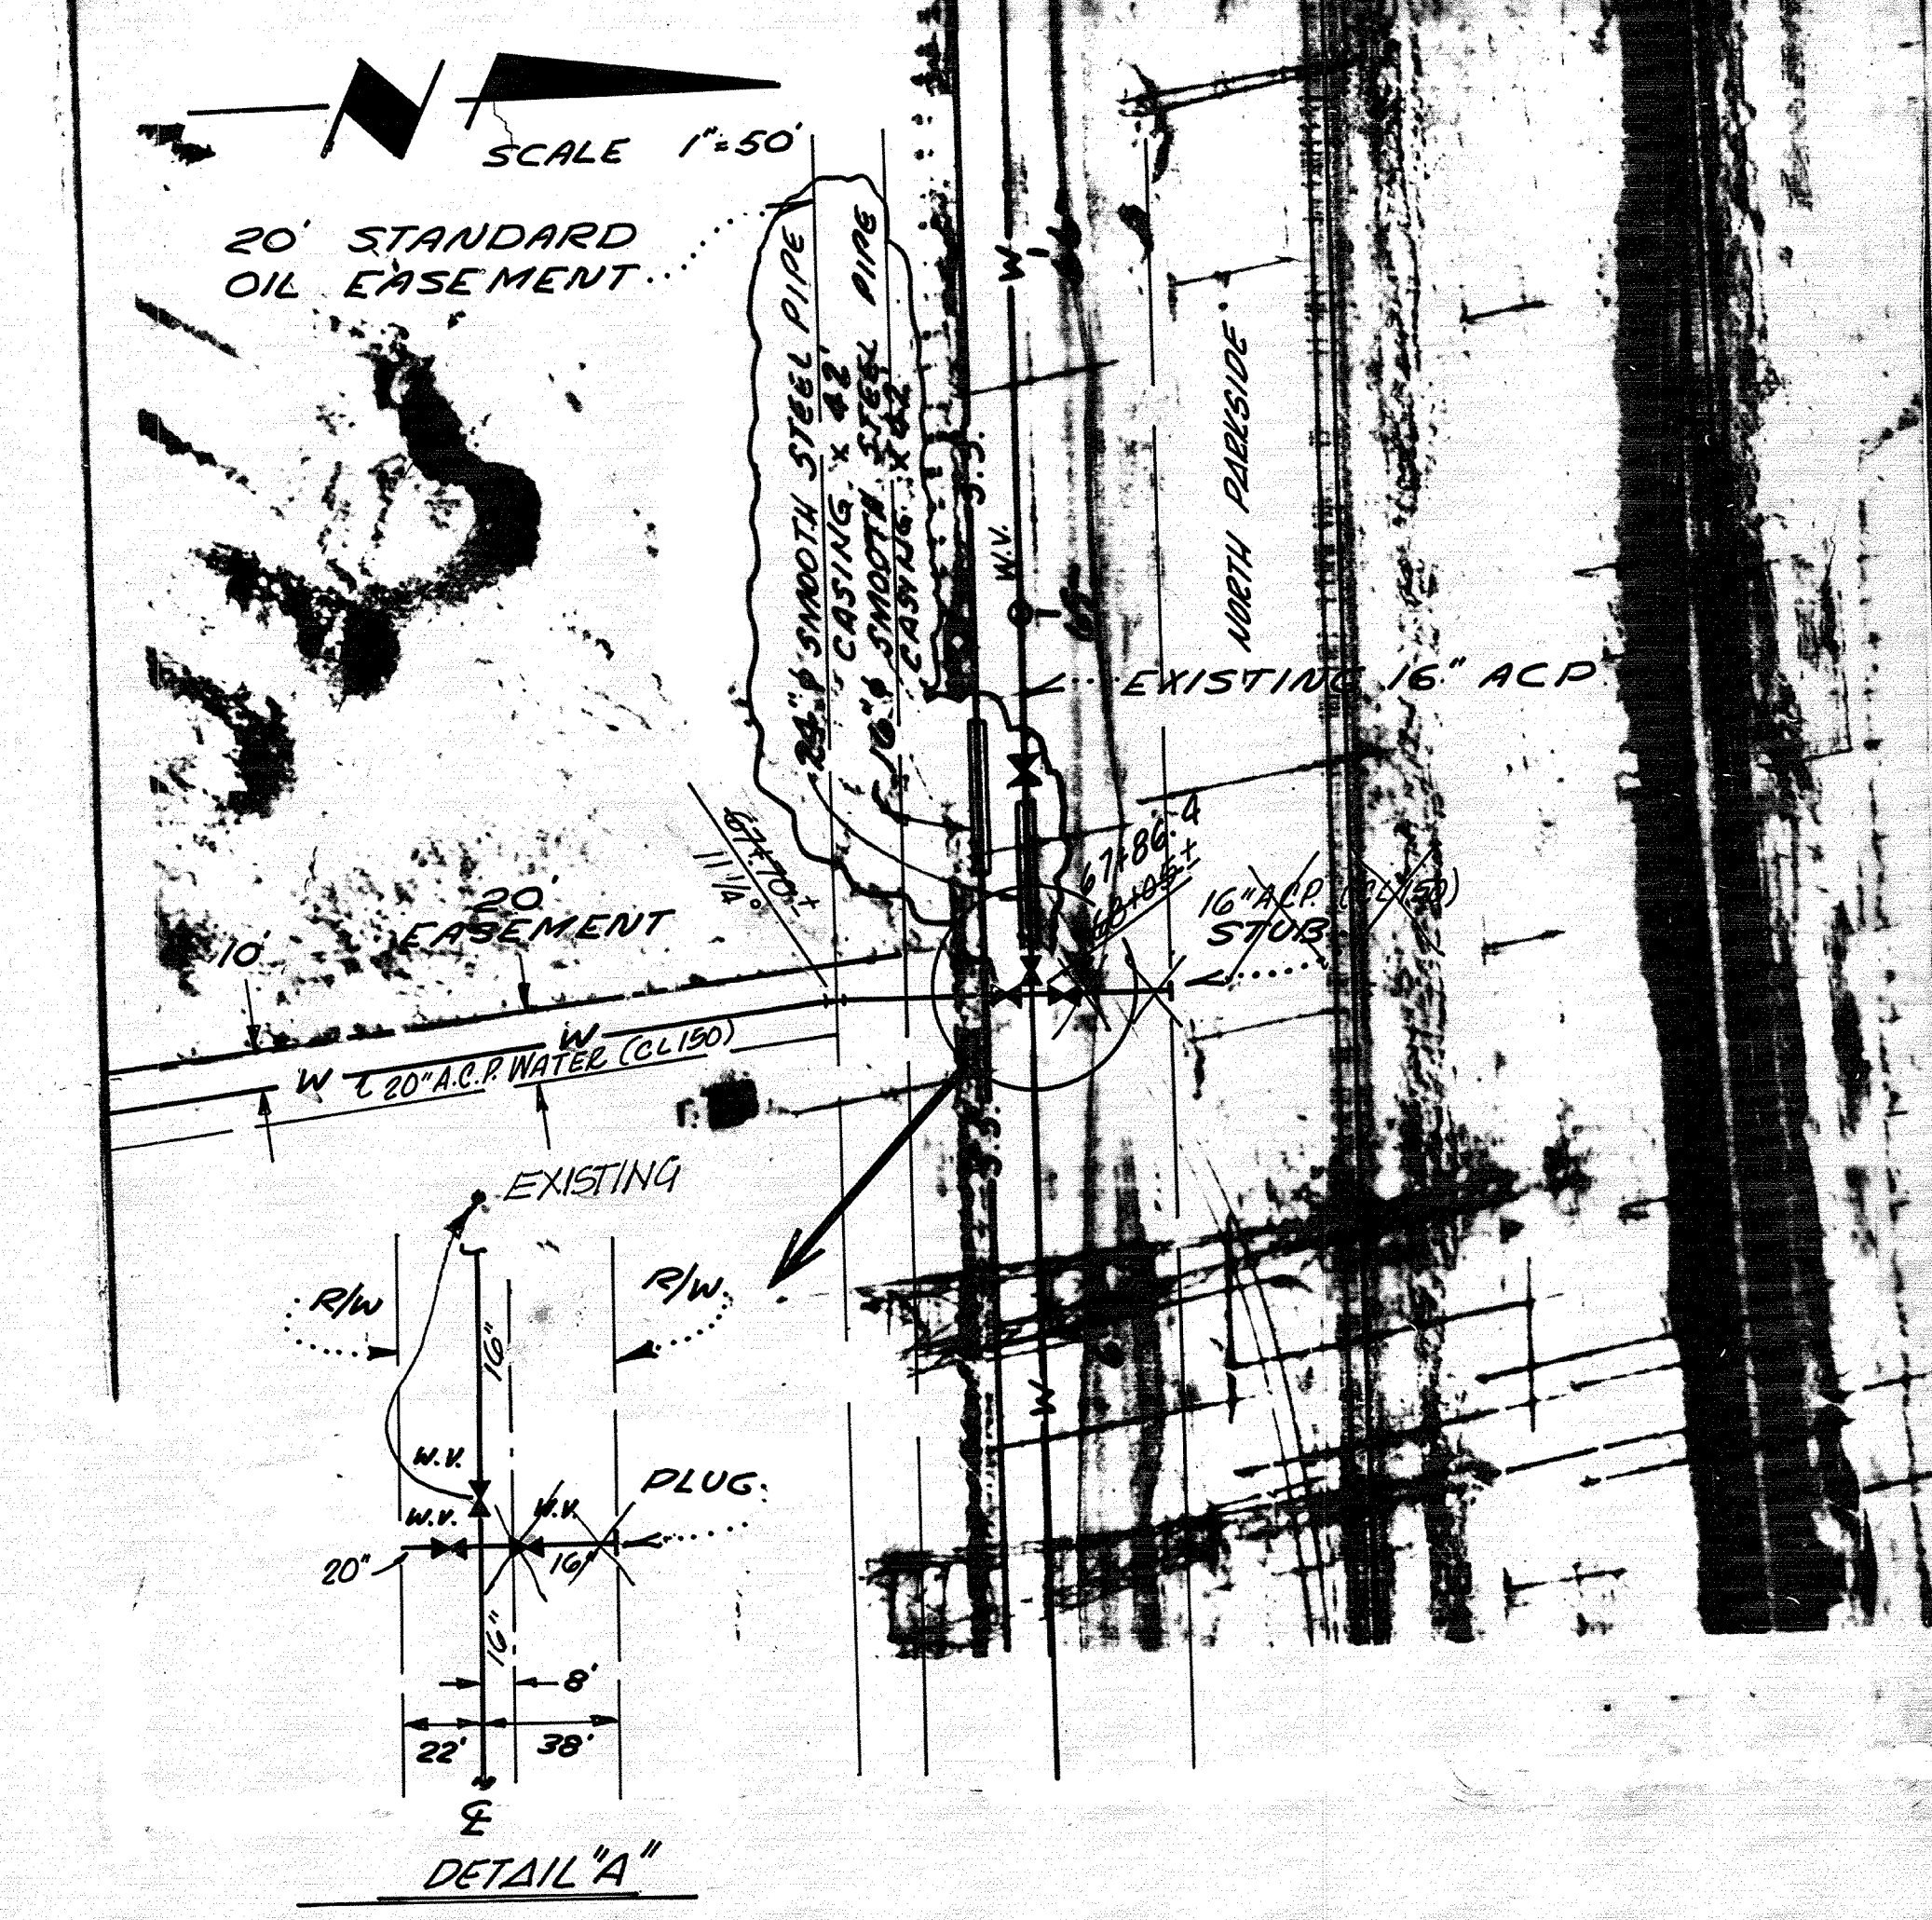 N
SCALE 1"=50'
20' STANDARD
OIL EASEMENT
24"ϕ SMOOTH STEEL PIPE
CASING x 42'
16"ϕ SMOOTH STEEL PIPE
CASING x 42'
W
S.S.
W.V.
NORTH PARKSIDE
EXISTING 16" ACP
67+70±
11 1/4°
67+86.4
68+05±
16" A.C.P. (CL150)
STUB
10'
20'
EASEMENT
W
W
20" A.C.P. WATER (CL150)
S.S.
EXISTING
R/W
R/W
16"
W.V.
W.V.
W.V.
PLUG
20"
16"
16"
8'
22'
38'
℄
W
DETAIL "A"